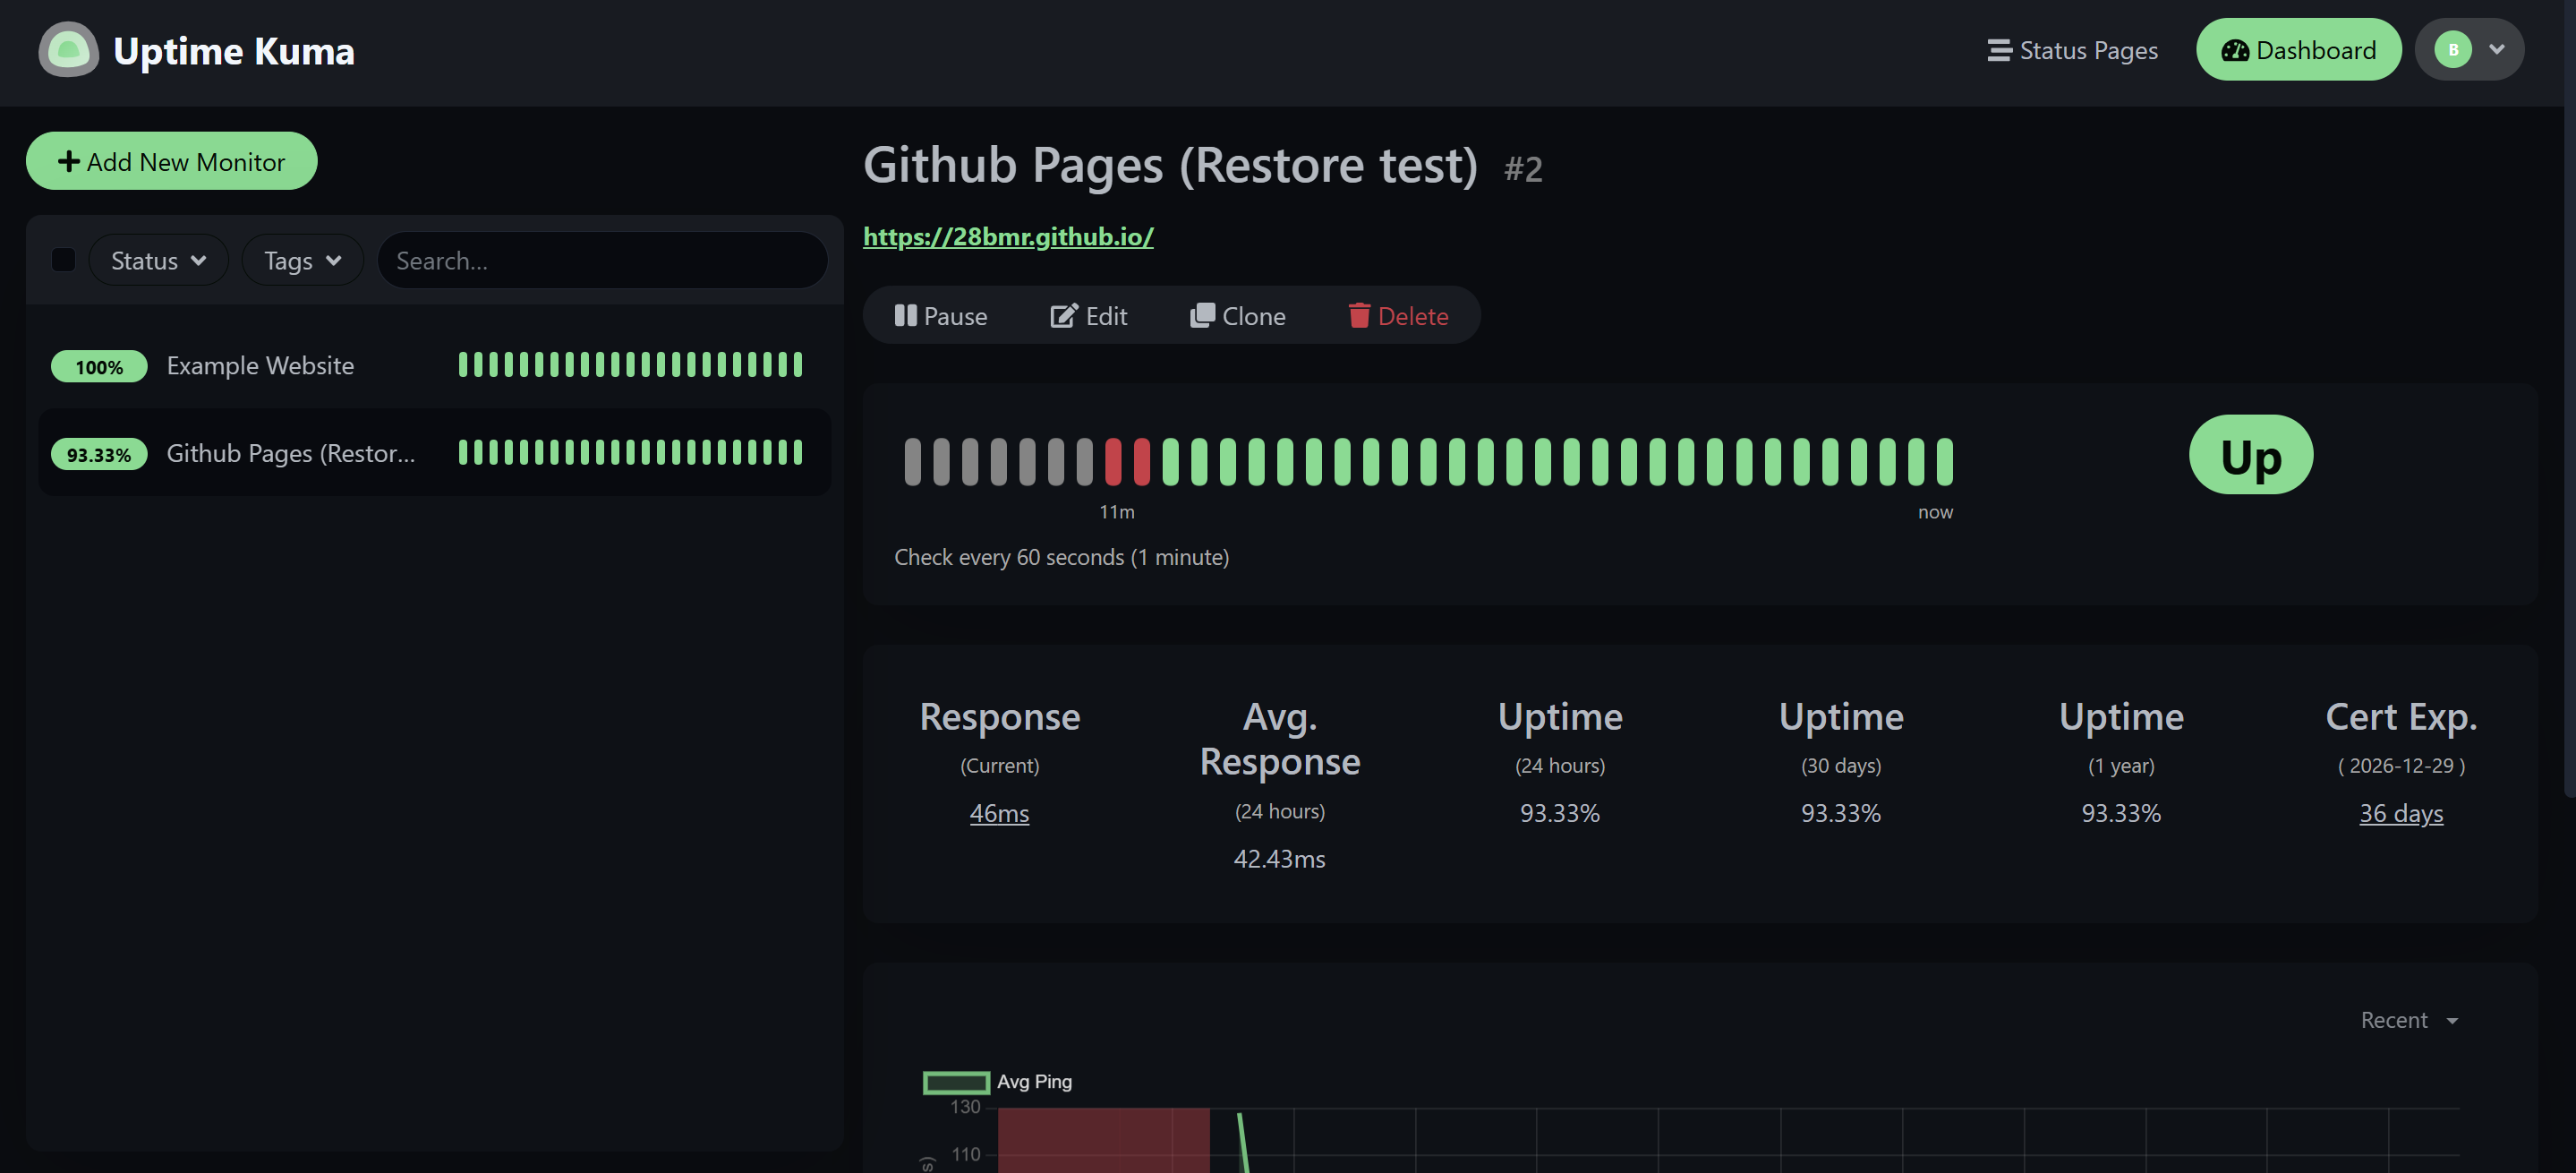 Uptime Kuma
Status Pages
Dashboard
B
Add New Monitor
Status
Tags
Search...
100%
Example Website
93.33%
Github Pages (Restor...
Github Pages (Restore test) #2
https://28bmr.github.io/
Pause
Edit
Clone
Delete
11m
now
Up
Check every 60 seconds (1 minute)
Response
(Current)
46ms
Avg.
Response
(24 hours)
42.43ms
Uptime
(24 hours)
93.33%
Uptime
(30 days)
93.33%
Uptime
(1 year)
93.33%
Cert Exp.
( 2026-12-29 )
36 days
Recent
Avg Ping
130
110